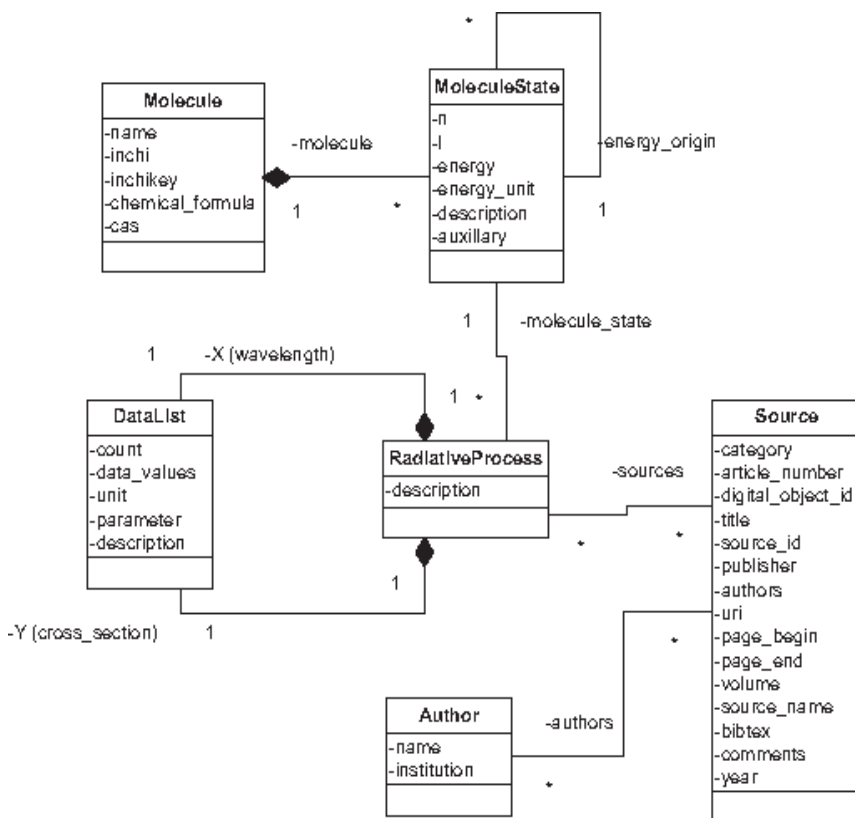 *
Molecule
-name
-inchi
-inchikey
-chemical_formula
-cas
-molecule
1
*
MoleculeState
-n
-l
-energy
-energy_unit
-description
-auxillary
-energy_origin
1
1
-molecule_state
*
1
-X (wavelength)
1
DataList
-count
-data_values
-unit
-parameter
-description
RadiativeProcess
-description
1
-Y (cross_section)
1
-sources
*
*
Source
-category
-article_number
-digital_object_id
-title
-source_id
-publisher
-authors
-uri
-page_begin
-page_end
-volume
-source_name
-bibtex
-comments
-year
*
Author
-name
-institution
-authors
*